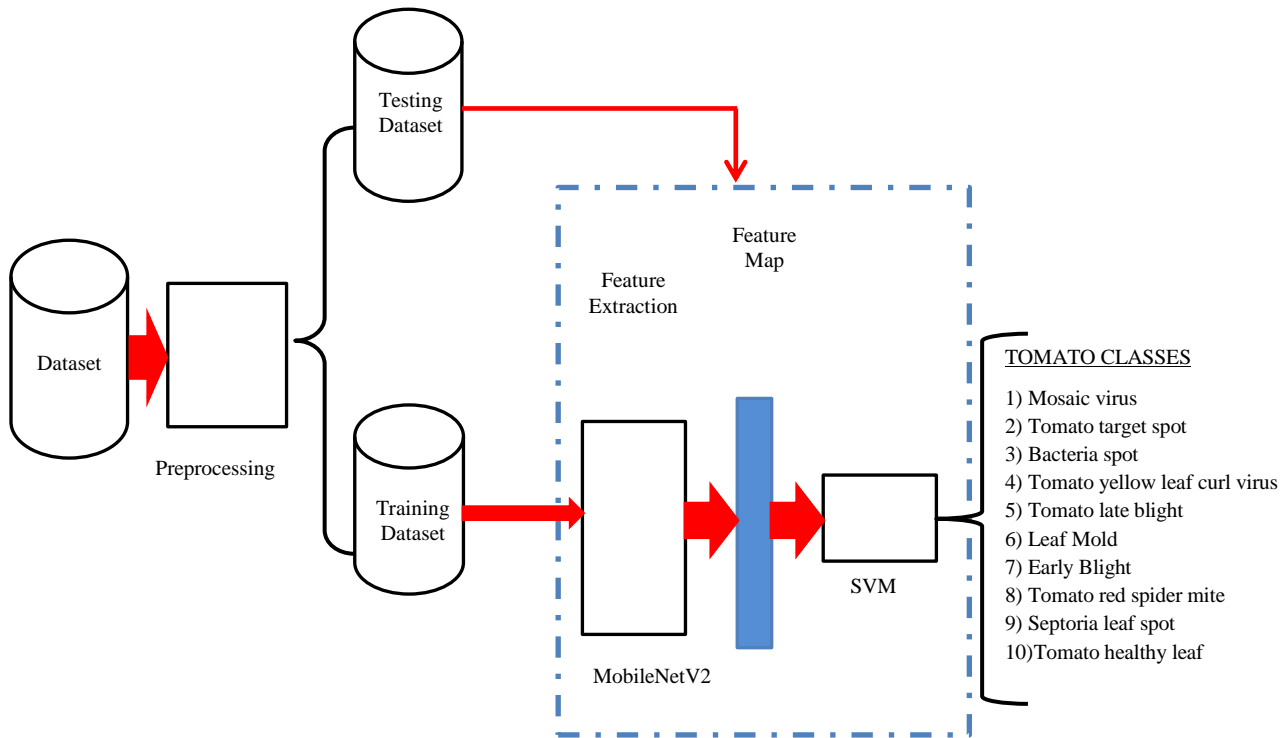 Testing
Dataset
Feature
Map
Feature
Extraction
Dataset
Preprocessing
Training
Dataset
MobileNetV2
SVM
TOMATO CLASSES
1) Mosaic virus
2) Tomato target spot
3) Bacteria spot
4) Tomato yellow leaf curl virus
5) Tomato late blight
6) Leaf Mold
7) Early Blight
8) Tomato red spider mite
9) Septoria leaf spot
10)Tomato healthy leaf